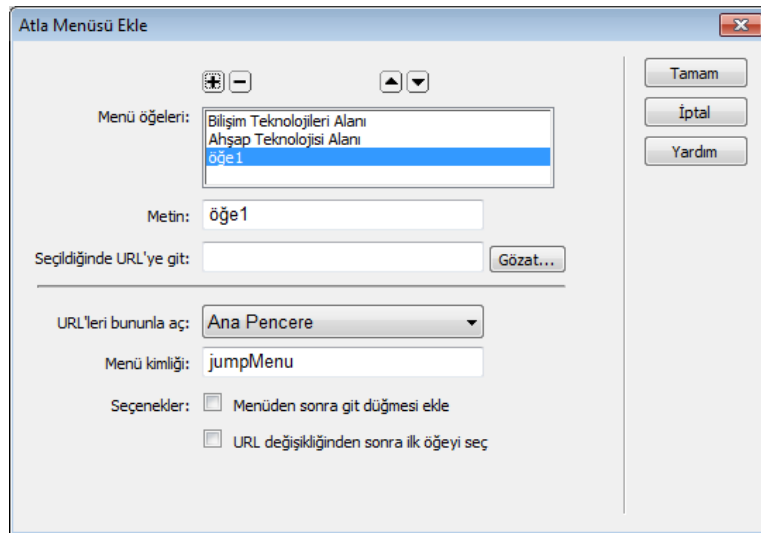 Atla Menüsü Ekle
Tamam
Menü öğeleri:
Bilişim Teknolojileri Alanı
Ahşap Teknolojisi Alanı
öğe1
İptal
Yardım
Metin: öğe1
Seçildiğinde URL'ye git: Gözat...
URL'leri bununla aç: Ana Pencere
Menü kimliği: jumpMenu
Seçenekler: Menüden sonra git düğmesi ekle
URL değişikliğinden sonra ilk öğeyi seç